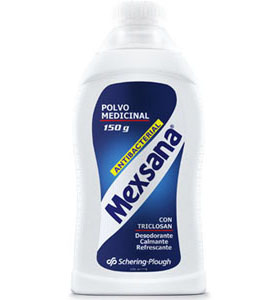 POLVO
MEDICINAL
150 g
ANTIBACTERIAL
Mexsana®
CON
TRICLOSAN
Desodorante
Calmante
Refrescante
Schering-Plough